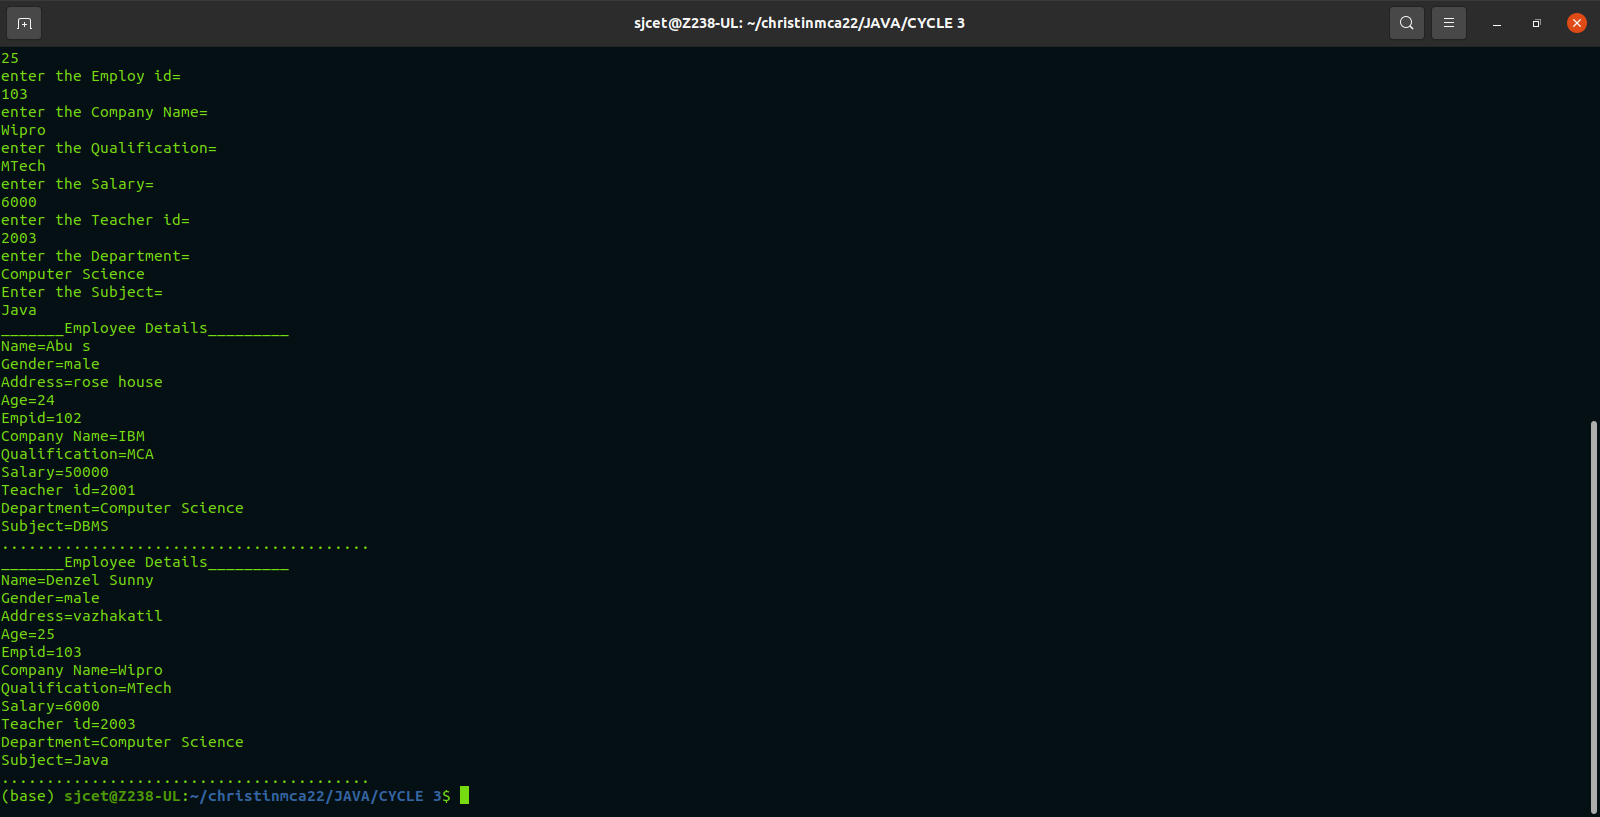 sjcet@Z238-UL: ~/christinmca22/JAVA/CYCLE 3
25
enter the Employ id=
103
enter the Company Name=
Wipro
enter the Qualification=
MTech
enter the Salary=
6000
enter the Teacher id=
2003
enter the Department=
Computer Science
Enter the Subject=
Java
_______Employee Details_________
Name=Abu s
Gender=male
Address=rose house
Age=24
Empid=102
Company Name=IBM
Qualification=MCA
Salary=50000
Teacher id=2001
Department=Computer Science
Subject=DBMS
.........................................
_______Employee Details_________
Name=Denzel Sunny
Gender=male
Address=vazhakatil
Age=25
Empid=103
Company Name=Wipro
Qualification=MTech
Salary=6000
Teacher id=2003
Department=Computer Science
Subject=Java
.........................................
(base) sjcet@Z238-UL:~/christinmca22/JAVA/CYCLE 3$